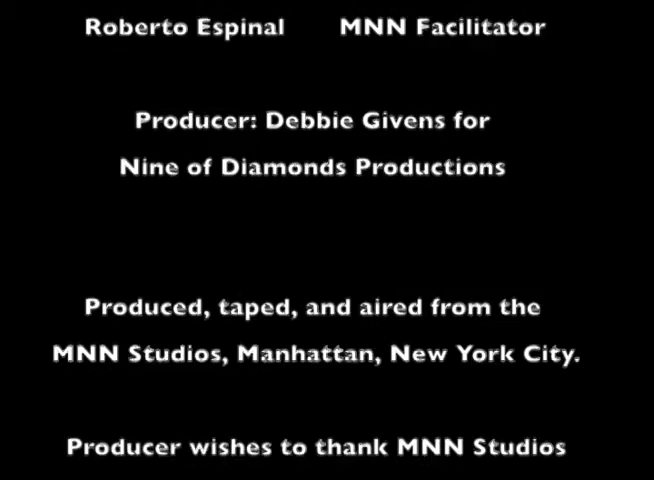 Roberto Espinal MNN Facilitator
Producer: Debbie Givens for
Nine of Diamonds Productions
Produced, taped, and aired from the
MNN Studios, Manhattan, New York City.
Producer wishes to thank MNN Studios